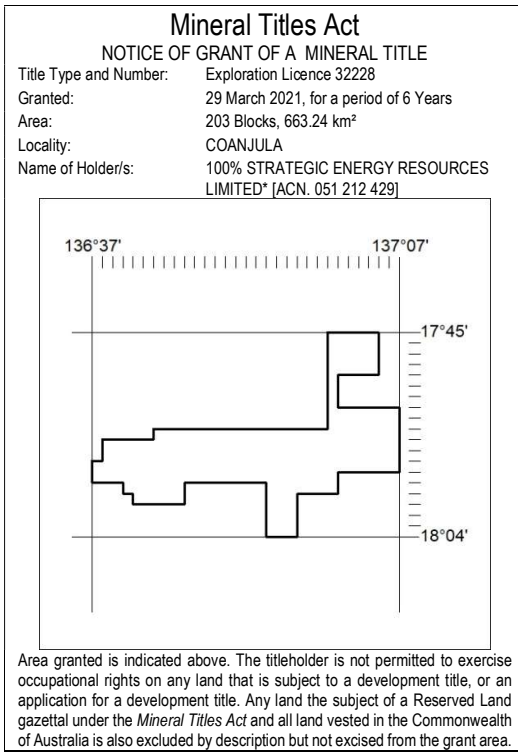 Mineral Titles Act
NOTICE OF GRANT OF A MINERAL TITLE
Title Type and Number: Exploration Licence 32228
Granted: 29 March 2021, for a period of 6 Years
Area: 203 Blocks, 663.24 km²
Locality: COANJULA
Name of Holder/s: 100% STRATEGIC ENERGY RESOURCES
LIMITED* [ACN. 051 212 429]
136°37' 137°07'
17°45'
18°04'
Area granted is indicated above. The titleholder is not permitted to exercise
occupational rights on any land that is subject to a development title, or an
application for a development title. Any land the subject of a Reserved Land
gazettal under the Mineral Titles Act and all land vested in the Commonwealth
of Australia is also excluded by description but not excised from the grant area.